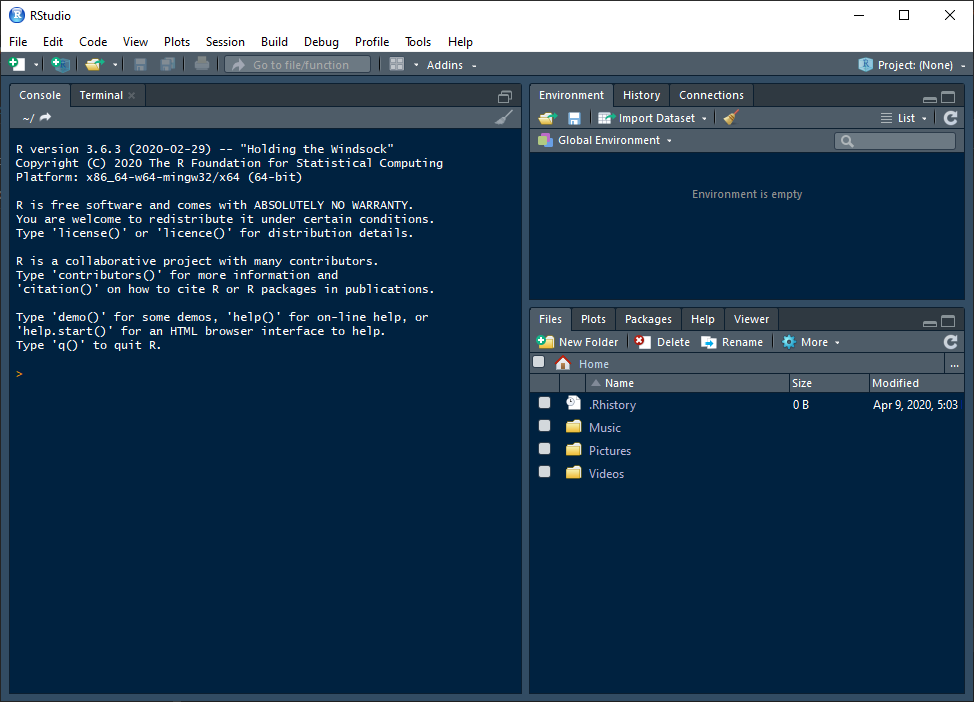 RStudio
File Edit Code View Plots Session Build Debug Profile Tools Help
Go to file/function Addins Project: (None)
Console Terminal
~/
R version 3.6.3 (2020-02-29) -- "Holding the Windsock"
Copyright (C) 2020 The R Foundation for Statistical Computing
Platform: x86_64-w64-mingw32/x64 (64-bit)
R is free software and comes with ABSOLUTELY NO WARRANTY.
You are welcome to redistribute it under certain conditions.
Type 'license()' or 'licence()' for distribution details.
R is a collaborative project with many contributors.
Type 'contributors()' for more information and
'citation()' on how to cite R or R packages in publications.
Type 'demo()' for some demos, 'help()' for on-line help, or
'help.start()' for an HTML browser interface to help.
Type 'q()' to quit R.
>
Environment History Connections
Import Dataset List
Global Environment
Environment is empty
Files Plots Packages Help Viewer
New Folder Delete Rename More
Home ...
Name Size Modified
.Rhistory 0 B Apr 9, 2020, 5:03
Music
Pictures
Videos